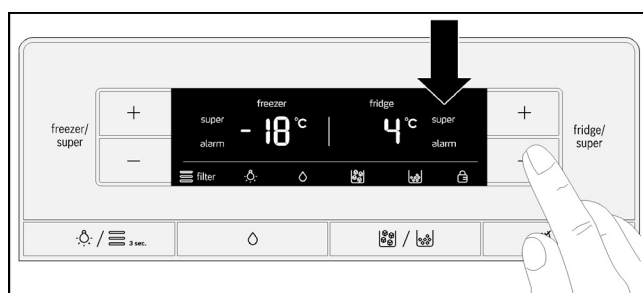 freezer fridge
super -18 °C 4 °C super
alarm alarm
filter
freezer/
super
+
–
+
–
fridge/
super
/ 3 sec.
/